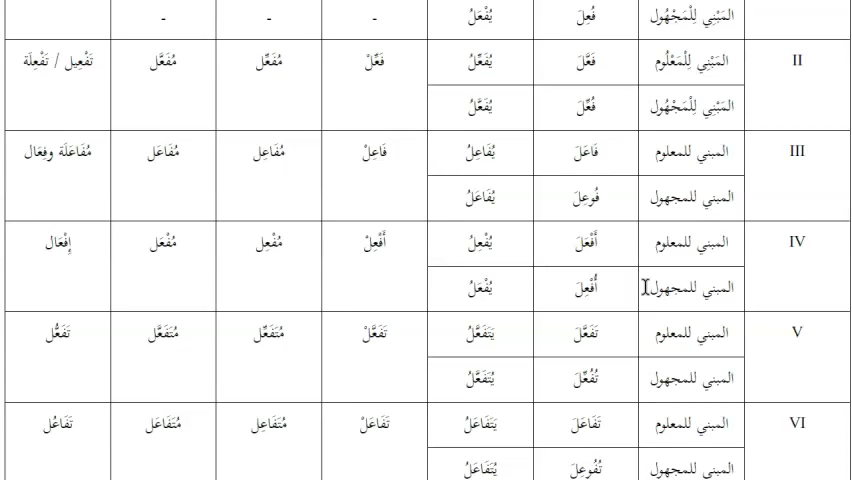 المَبْنِي لِلْمَجْهُول فُعِلَ يُفْعَلُ - - -
II المَبْنِي لِلْمَعْلُوم فَعَّلَ يُفَعِّلُ فَعِّلْ مُفَعِّل مُفَعَّل تَفْعِيل / تَفْعِلَة
المَبْنِي لِلْمَجْهُول فُعِّلَ يُفَعَّلُ
III المبني للمعلوم فَاعَلَ يُفَاعِلُ فَاعِلْ مُفَاعِل مُفَاعَل مُفَاعَلَة وفِعَال
المبني للمجهول فُوعِلَ يُفَاعَلُ
IV المبني للمعلوم أَفْعَلَ يُفْعِلُ أَفْعِلْ مُفْعِل مُفْعَل إِفْعَال
المبني للمجهول أُفْعِلَ يُفْعَلُ
V المبني للمعلوم تَفَعَّلَ يَتَفَعَّلُ تَفَعَّلْ مُتَفَعِّل مُتَفَعَّل تَفَعُّل
المبني للمجهول تُفُعِّلَ يُتَفَعَّلُ
VI المبني للمعلوم تَفَاعَلَ يَتَفَاعَلُ تَفَاعَلْ مُتَفَاعِل مُتَفَاعَل تَفَاعُل
المبني للمجهول تُفُوعِلَ يُتَفَاعَلُ